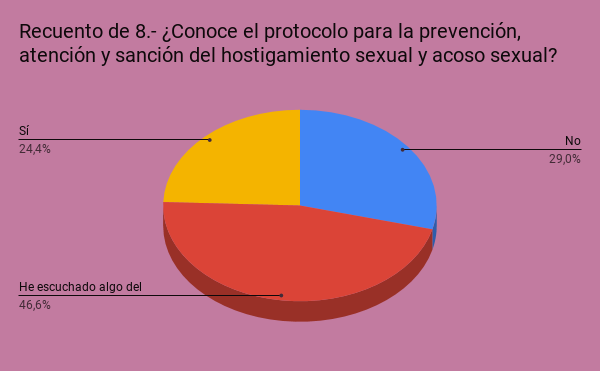 Recuento de 8.- ¿Conoce el protocolo para la prevención,
atención y sanción del hostigamiento sexual y acoso sexual?
Sí
24,4%
No
29,0%
He escuchado algo del
46,6%